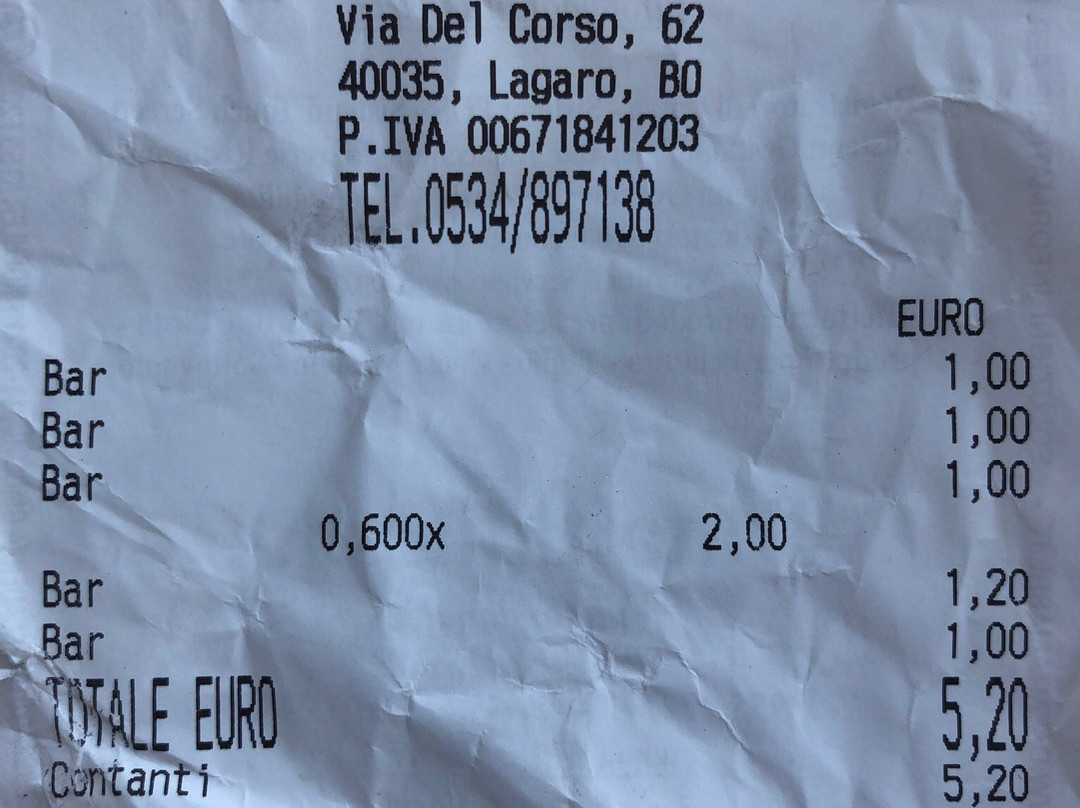 Via Del Corso, 62
40035, Lagaro, BO
P.IVA 00671841203
TEL.0534/897138
EURO
Bar 1,00
Bar 1,00
Bar 1,00
0,600x 2,00
Bar 1,20
Bar 1,00
TOTALE EURO 5,20
Contanti 5,20